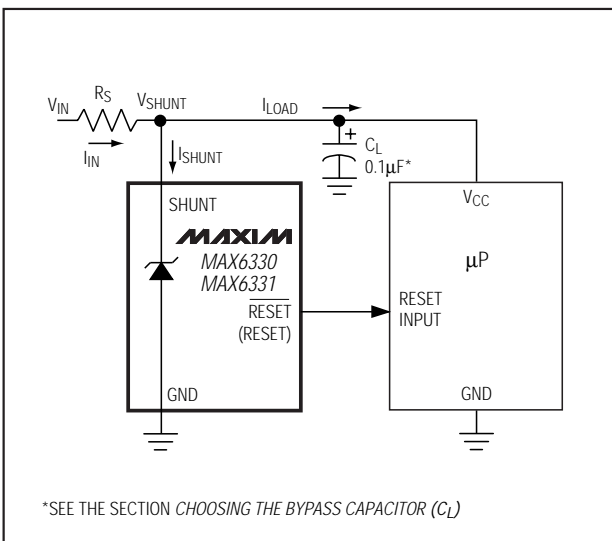 VIN
RS
VSHUNT
ILOAD
IIN
ISHUNT
+
CL
0.1µF*
SHUNT
MAXIM
MAX6330
MAX6331
RESET
(RESET)
GND
VCC
µP
RESET
INPUT
GND
*SEE THE SECTION CHOOSING THE BYPASS CAPACITOR (CL)